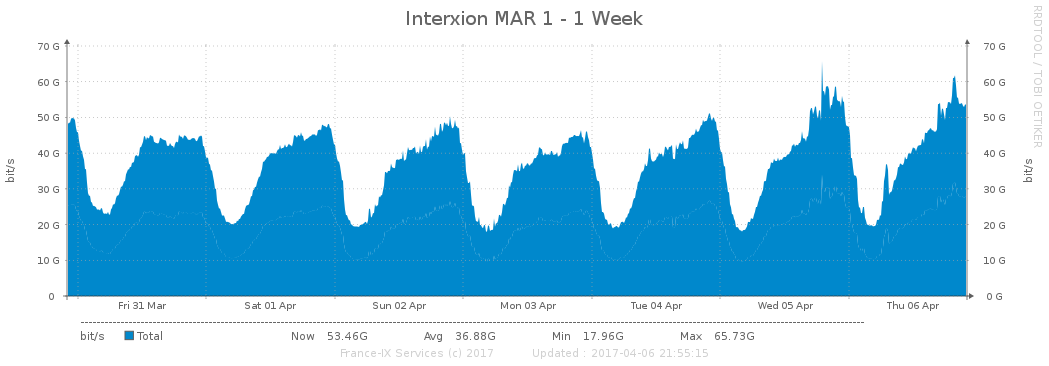 Interxion MAR 1 - 1 Week
RRDTOOL / TOBI OETIKER
70 G 70 G
60 G 60 G
50 G 50 G
40 G 40 G
30 G 30 G
20 G 20 G
10 G 10 G
0 0 G
bit/s bit/s
Fri 31 Mar Sat 01 Apr Sun 02 Apr Mon 03 Apr Tue 04 Apr Wed 05 Apr Thu 06 Apr
bit/s Total Now 53.46G Avg 36.88G Min 17.96G Max 65.73G
France-IX Services (c) 2017 Updated : 2017-04-06 21:55:15